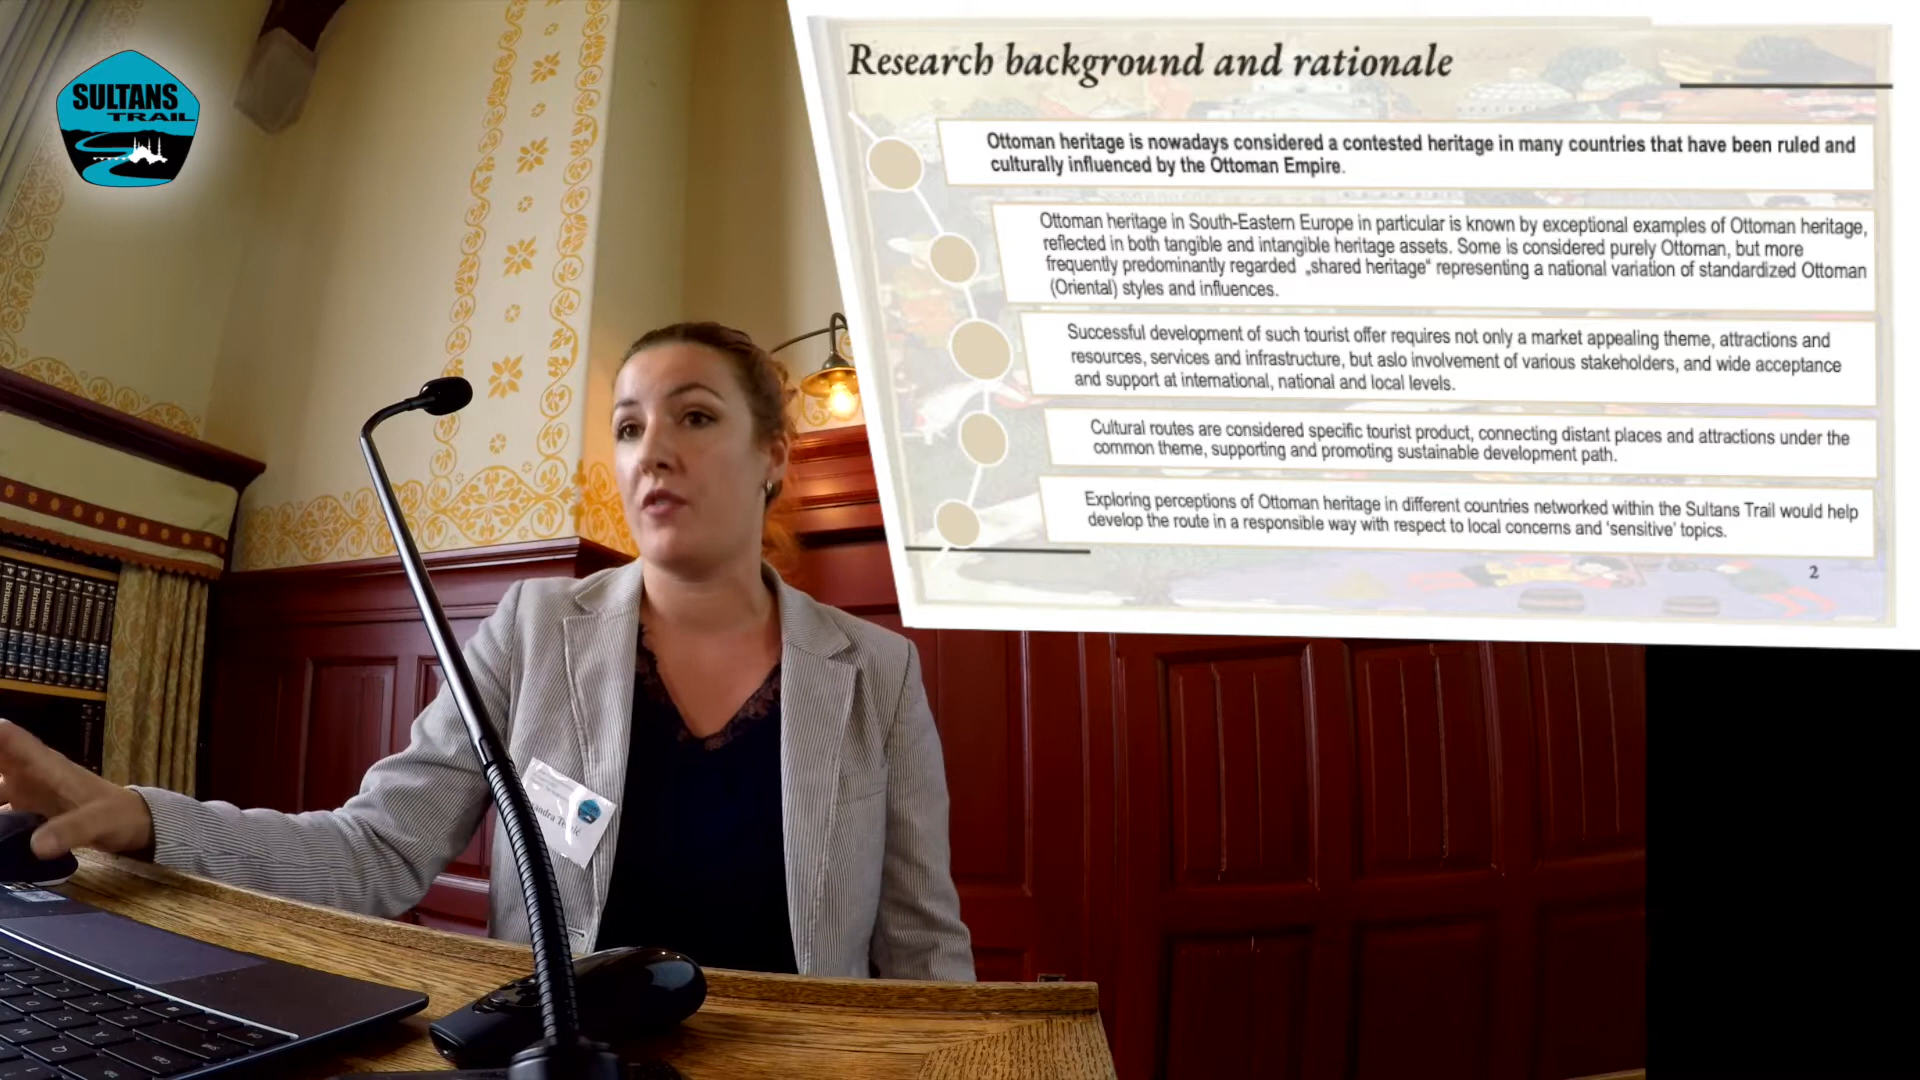 SULTANS
TRAIL
Research background and rationale
Ottoman heritage is nowadays considered a contested heritage in many countries that have been ruled and
culturally influenced by the Ottoman Empire.
Ottoman heritage in South-Eastern Europe in particular is known by exceptional examples of Ottoman heritage,
reflected in both tangible and intangible heritage assets. Some is considered purely Ottoman, but more
frequently predominantly regarded „shared heritage“ representing a national variation of standardized Ottoman
(Oriental) styles and influences.
Successful development of such tourist offer requires not only a market appealing theme, attractions and
resources, services and infrastructure, but aslo involvement of various stakeholders, and wide acceptance
and support at international, national and local levels.
Cultural routes are considered specific tourist product, connecting distant places and attractions under the
common theme, supporting and promoting sustainable development path.
Exploring perceptions of Ottoman heritage in different countries networked within the Sultans Trail would help
develop the route in a responsible way with respect to local concerns and ‘sensitive’ topics.
2
Britannica
Britannica
Britannica
Britannica
Britannica
Britannica
SULTANS